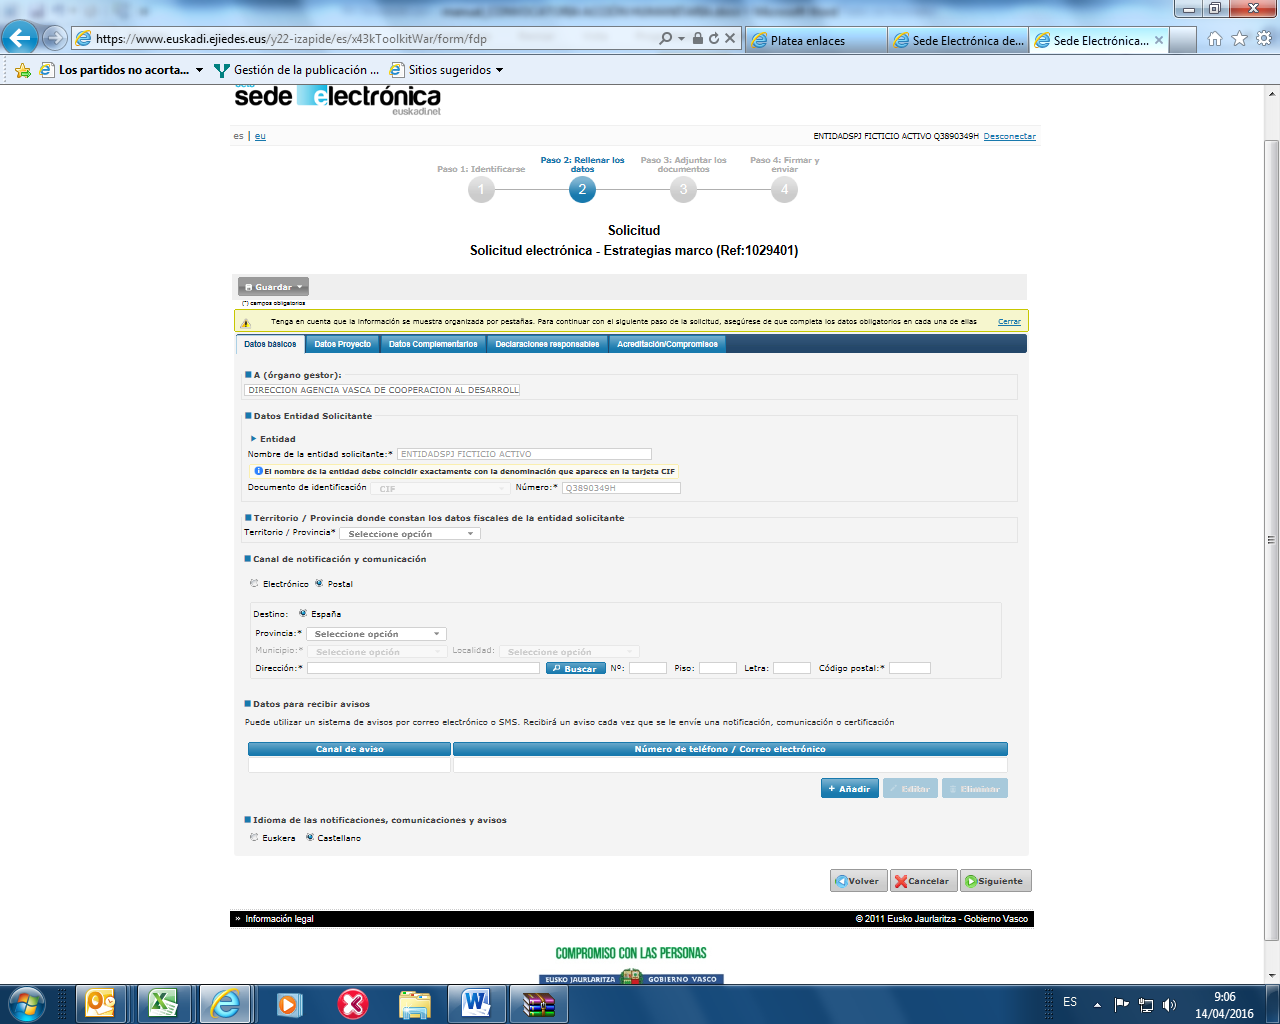 https://www.euskadi.ejiedes.eus/y22-izapide/es/x43kToolkitWar/form/fdp
Platea enlaces
Sede Electrónica de...
Sede Electrónica...
Los partidos no acorta...
Gestión de la publicación ...
Sitios sugeridos
sede electrónica
euskadi.net
es | eu
ENTIDADSPJ FICTICIO ACTIVO Q3890349H Desconectar
Paso 1: Identificarse
Paso 2: Rellenar los datos
Paso 3: Adjuntar los documentos
Paso 4: Firmar y enviar
1 2 3 4
Solicitud
Solicitud electrónica - Estrategias marco (Ref:1029401)
Guardar
(*) campos obligatorios
Tenga en cuenta que la información se muestra organizada por pestañas. Para continuar con el siguiente paso de la solicitud, asegúrese de que completa los datos obligatorios en cada una de ellas Cerrar
Datos básicos Datos Proyecto Datos Complementarios Declaraciones responsables Acreditación/Compromisos
A (órgano gestor):
DIRECCION AGENCIA VASCA DE COOPERACION AL DESARROLL
Datos Entidad Solicitante
Entidad
Nombre de la entidad solicitante:* ENTIDADSPJ FICTICIO ACTIVO
El nombre de la entidad debe coincidir exactamente con la denominación que aparece en la tarjeta CIF
Documento de identificación CIF Número:* Q3890349H
Territorio / Provincia donde constan los datos fiscales de la entidad solicitante
Territorio / Provincia* Seleccione opción
Canal de notificación y comunicación
Electrónico Postal
Destino: España
Provincia:* Seleccione opción
Municipio:* Seleccione opción Localidad: Seleccione opción
Dirección:* Buscar Nº: Piso: Letra: Código postal:*
Datos para recibir avisos
Puede utilizar un sistema de avisos por correo electrónico o SMS. Recibirá un aviso cada vez que se le envíe una notificación, comunicación o certificación
Canal de aviso Número de teléfono / Correo electrónico
+ Añadir Editar Eliminar
Idioma de las notificaciones, comunicaciones y avisos
Euskera Castellano
Volver Cancelar Siguiente
» Información legal © 2011 Eusko Jaurlaritza - Gobierno Vasco
COMPROMISO CON LAS PERSONAS
EUSKO JAURLARITZA GOBIERNO VASCO
ES
9:06
14/04/2016